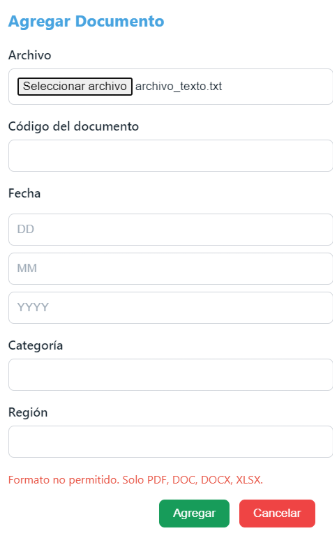 Agregar Documento
Archivo
Seleccionar archivo archivo_texto.txt
Código del documento
Fecha
DD
MM
YYYY
Categoría
Región
Formato no permitido. Solo PDF, DOC, DOCX, XLSX.
Agregar Cancelar